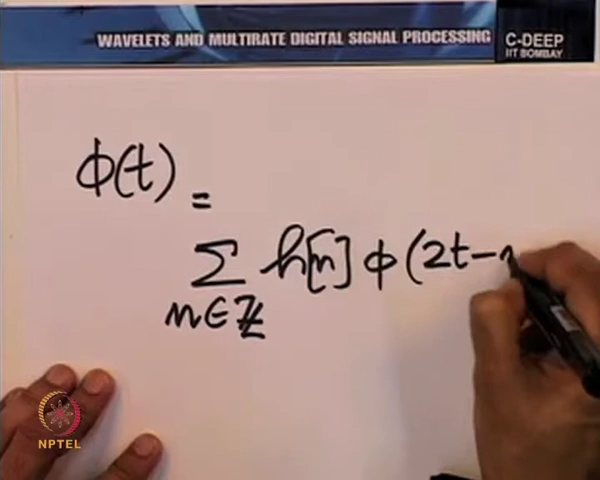 WAVELETS AND MULTIRATE DIGITAL SIGNAL PROCESSING
C-DEEP
IIT BOMBAY
ϕ(t) =
Σ h[n] ϕ(2t-
n∈ℤ
NPTEL